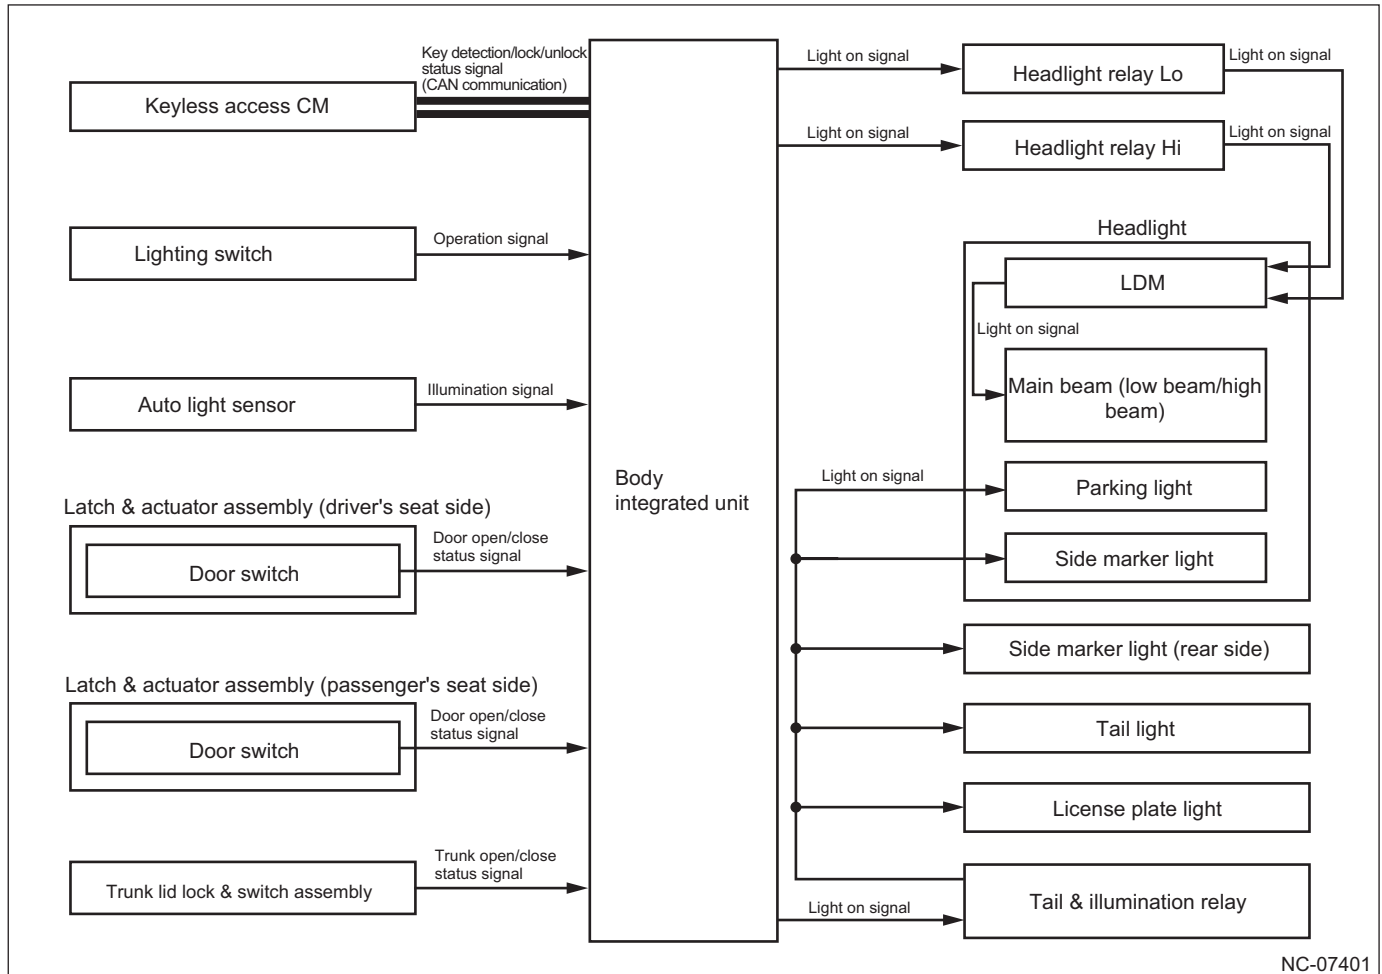 Key detection/lock/unlock
status signal
(CAN communication)
Keyless access CM
Lighting switch
Operation signal
Auto light sensor
Illumination signal
Latch & actuator assembly (driver's seat side)
Door switch
Door open/close
status signal
Latch & actuator assembly (passenger's seat side)
Door switch
Door open/close
status signal
Trunk lid lock & switch assembly
Trunk open/close
status signal
Body
integrated unit
Light on signal
Headlight relay Lo
Light on signal
Light on signal
Headlight relay Hi
Light on signal
Headlight
LDM
Light on signal
Main beam (low beam/high
beam)
Light on signal
Parking light
Side marker light
Side marker light (rear side)
Tail light
License plate light
Tail & illumination relay
Light on signal
NC-07401